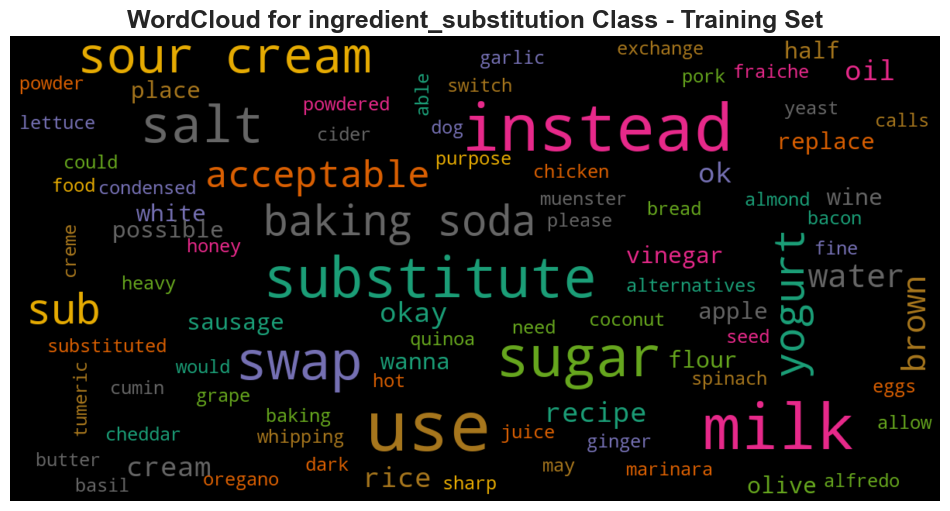 WordCloud for ingredient_substitution Class - Training Set
sour cream
garlic
exchange
half
powder
place
powdered
able
switch
pork
fraiche
oil
lettuce
salt
cider
dog
instead
yeast
calls
replace
could
purpose
food
condensed
acceptable
chicken
ok
muenster
almond
wine
white
possible
baking soda
please
bread
bacon
creme
honey
vinegar
fine
heavy
substitute
alternatives
yogurt
water
sub
sausage
okay
need
coconut
apple
brown
substituted
would
swap
wanna
quinoa
sugar
flour
seed
tumeric
cumin
grape
hot
spinach
eggs
cheddar
baking
whipping
use
juice
recipe
ginger
milk
allow
butter
cream
dark
may
marinara
basil
oregano
rice
sharp
olive
alfredo